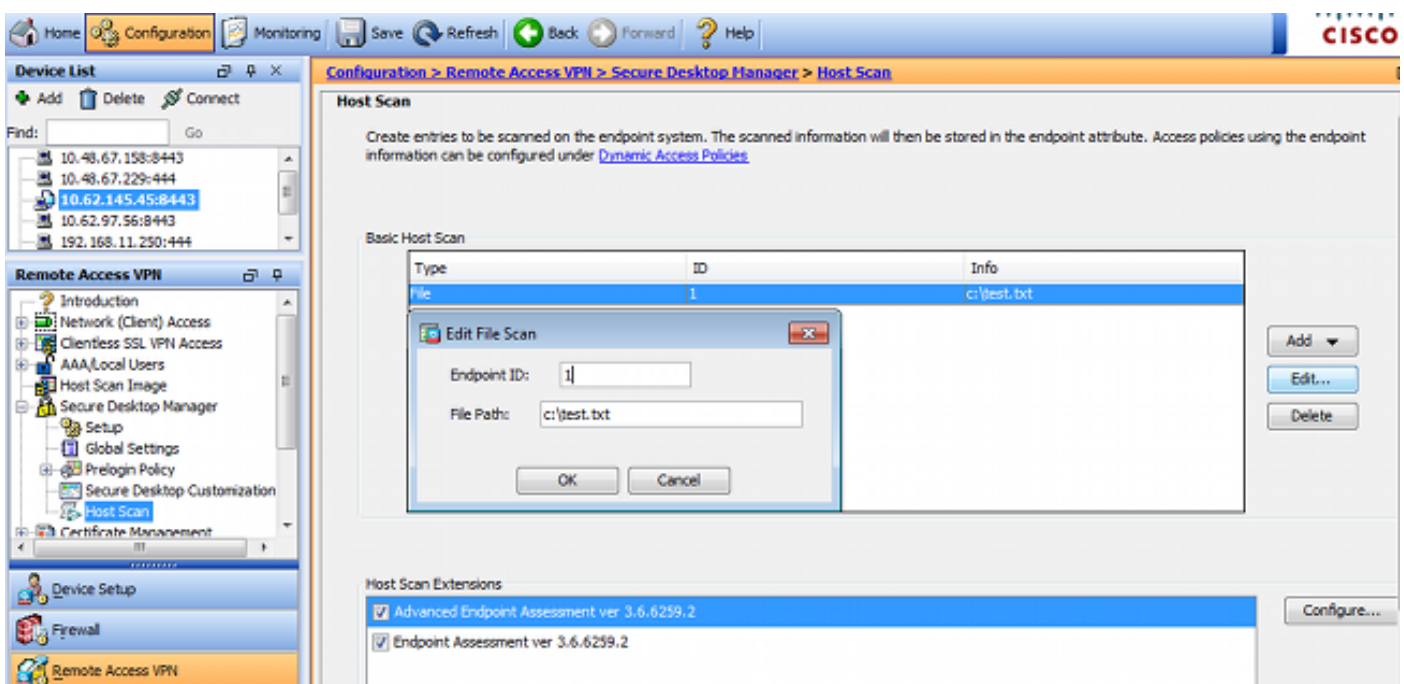 Home Configuration Monitoring Save Refresh Back Forward Help
CISCO
Device List
Add Delete Connect
Find: Go
10.48.67.158:8443
10.48.67.229:444
10.62.145.45:8443
10.62.97.56:8443
192.168.11.250:444
Remote Access VPN
Introduction
Network (Client) Access
Clientless SSL VPN Access
AAA/Local Users
Host Scan Image
Secure Desktop Manager
Setup
Global Settings
Prelogin Policy
Secure Desktop Customization
Host Scan
Certificate Management
Device Setup
Firewall
Remote Access VPN
Configuration > Remote Access VPN > Secure Desktop Manager > Host Scan
Host Scan
Create entries to be scanned on the endpoint system. The scanned information will then be stored in the endpoint attribute. Access policies using the endpoint
information can be configured under Dynamic Access Policies
Basic Host Scan
Type ID Info
File 1 c:\test.txt
Edit File Scan
Endpoint ID: 1
File Path: c:\test.txt
OK Cancel
Add
Edit...
Delete
Host Scan Extensions
Advanced Endpoint Assessment ver 3.6.6259.2
Endpoint Assessment ver 3.6.6259.2
Configure...